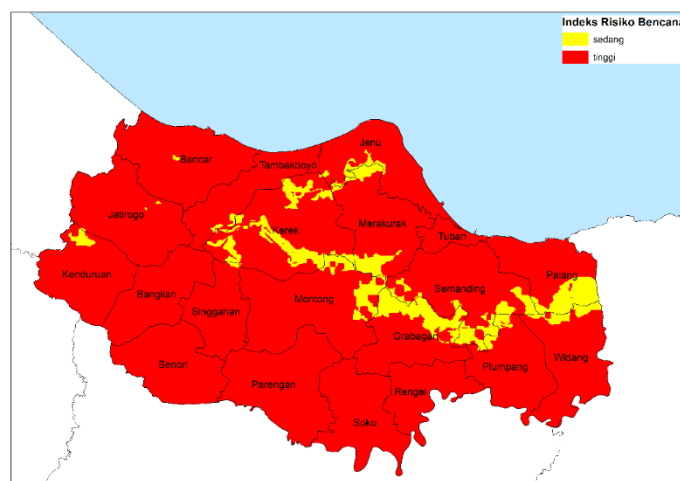 Indeks Risiko Bencana
sedang
tinggi
Jenu
Bancar
Tambakboyo
Jatirogo
Kerek
Merakurak
Tuban
Kenduruan
Palang
Bangilan
Semanding
Singgahan
Montong
Grabagan
Senori
Widang
Plumpang
Parengan
Rengel
Soko